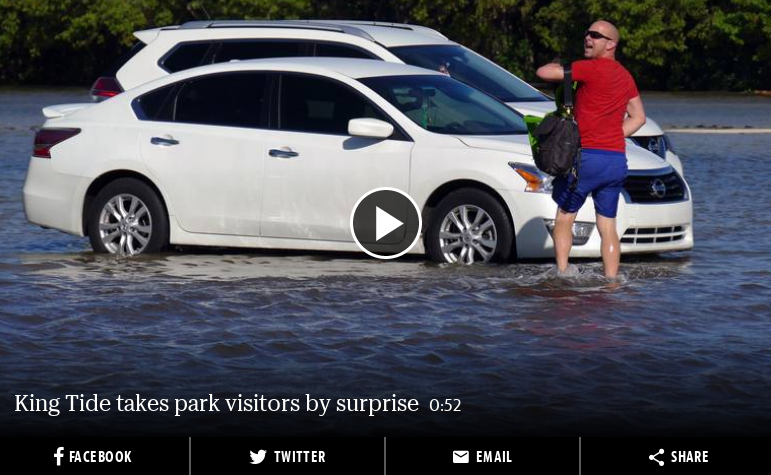 King Tide takes park visitors by surprise 0:52
FACEBOOK TWITTER EMAIL SHARE